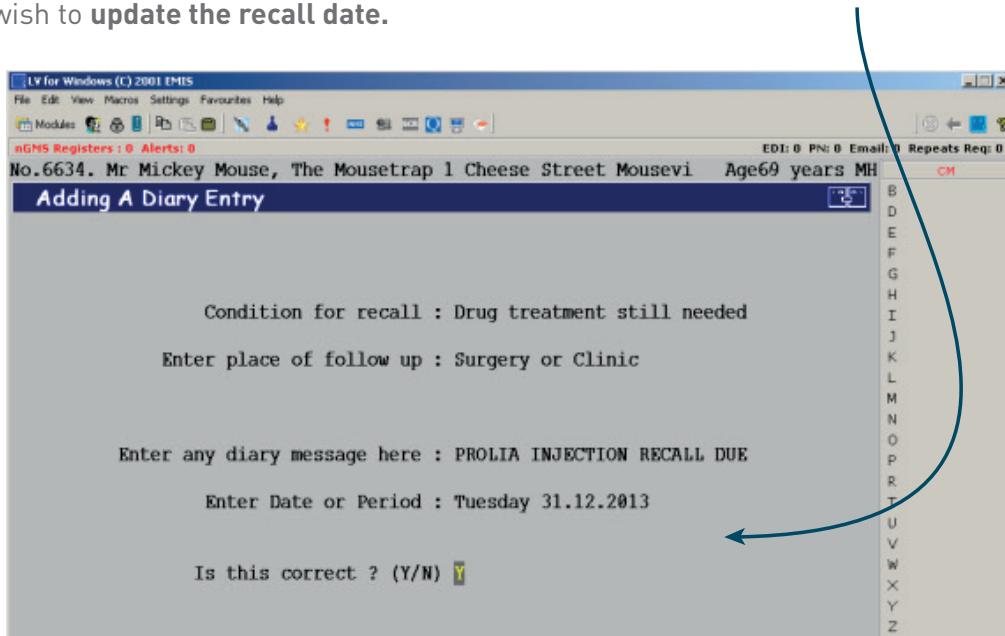 wish to update the recall date.
LV for Windows (C) 2001 EMIS
File Edit View Macros Settings Favourites Help
Modules
nGMS Registers : 0 Alerts: 0 EDI: 0 PN: 0 Email: 0 Repeats Req: 0
No.6634. Mr Mickey Mouse, The Mousetrap 1 Cheese Street Mousevi Age69 years MH CM
Adding A Diary Entry
Condition for recall : Drug treatment still needed
Enter place of follow up : Surgery or Clinic
Enter any diary message here : PROLIA INJECTION RECALL DUE
Enter Date or Period : Tuesday 31.12.2013
Is this correct ? (Y/N) Y
B
D
E
F
G
H
I
J
K
L
M
N
O
P
R
T
U
V
W
X
Y
Z